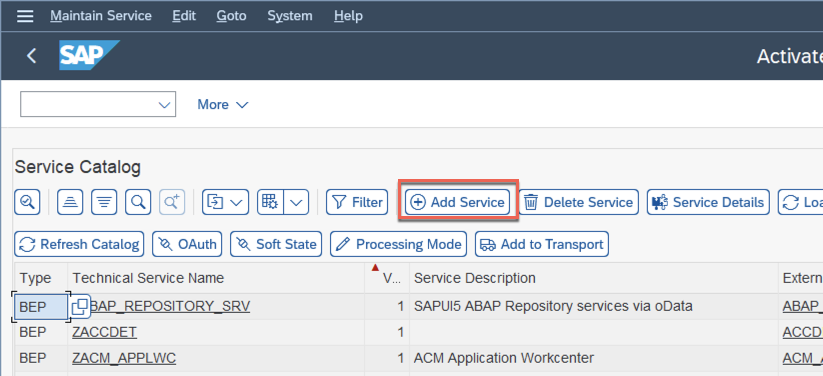 Maintain Service Edit Goto System Help
SAP Activate
More
Service Catalog
Filter Add Service Delete Service Service Details Loa
Refresh Catalog OAuth Soft State Processing Mode Add to Transport
Type Technical Service Name V... Service Description Extern
BEP BAP_REPOSITORY_SRV 1 SAPUI5 ABAP Repository services via oData ABAP_
BEP ZACCDET 1 ACCD
BEP ZACM_APPLWC 1 ACM Application Workcenter ACM_A